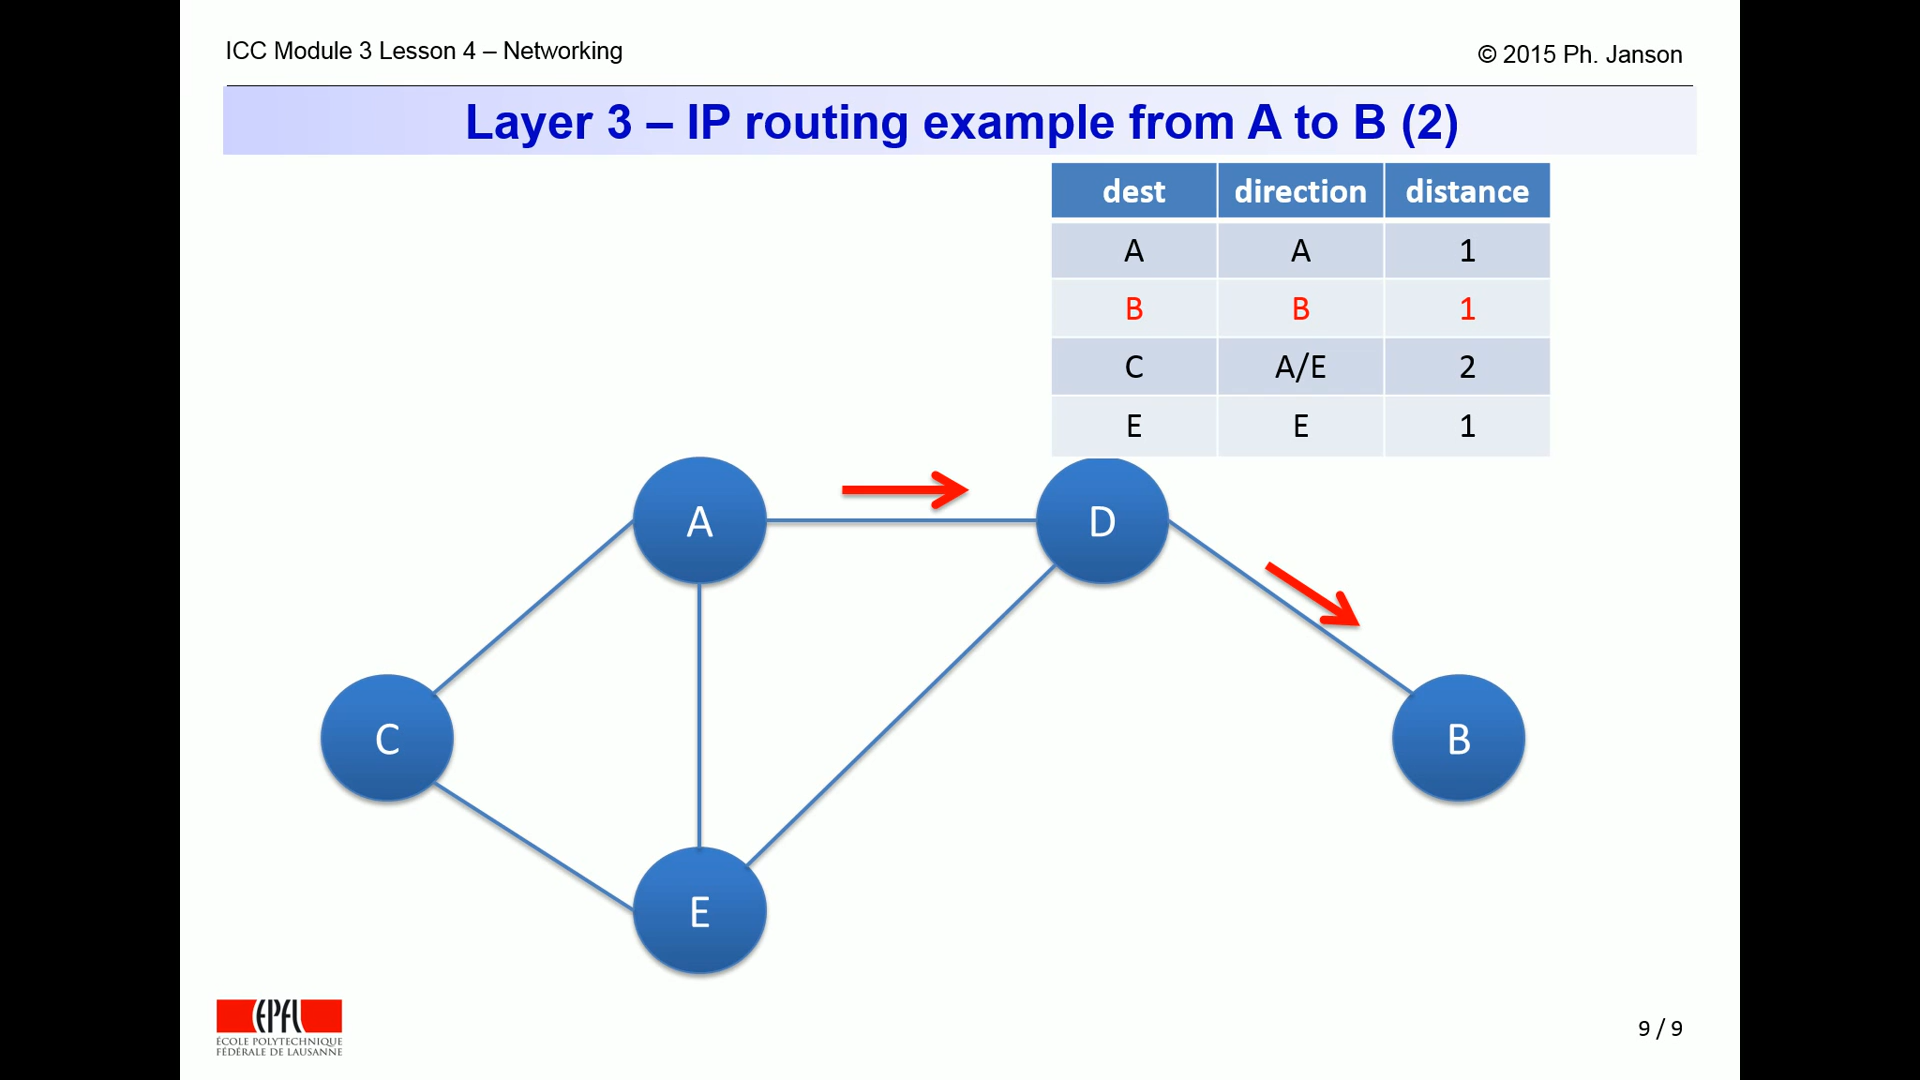 ICC Module 3 Lesson 4 – Networking
© 2015 Ph. Janson
Layer 3 – IP routing example from A to B (2)
dest direction distance
A A 1
B B 1
C A/E 2
E E 1
A
D
C
B
E
EPFL
ÉCOLE POLYTECHNIQUE
FÉDÉRALE DE LAUSANNE
9 / 9